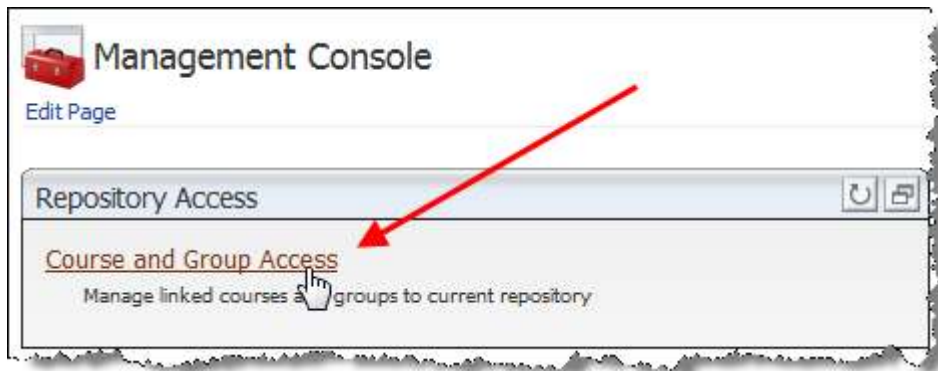 Management Console
Edit Page
Repository Access
Course and Group Access
Manage linked courses a groups to current repository